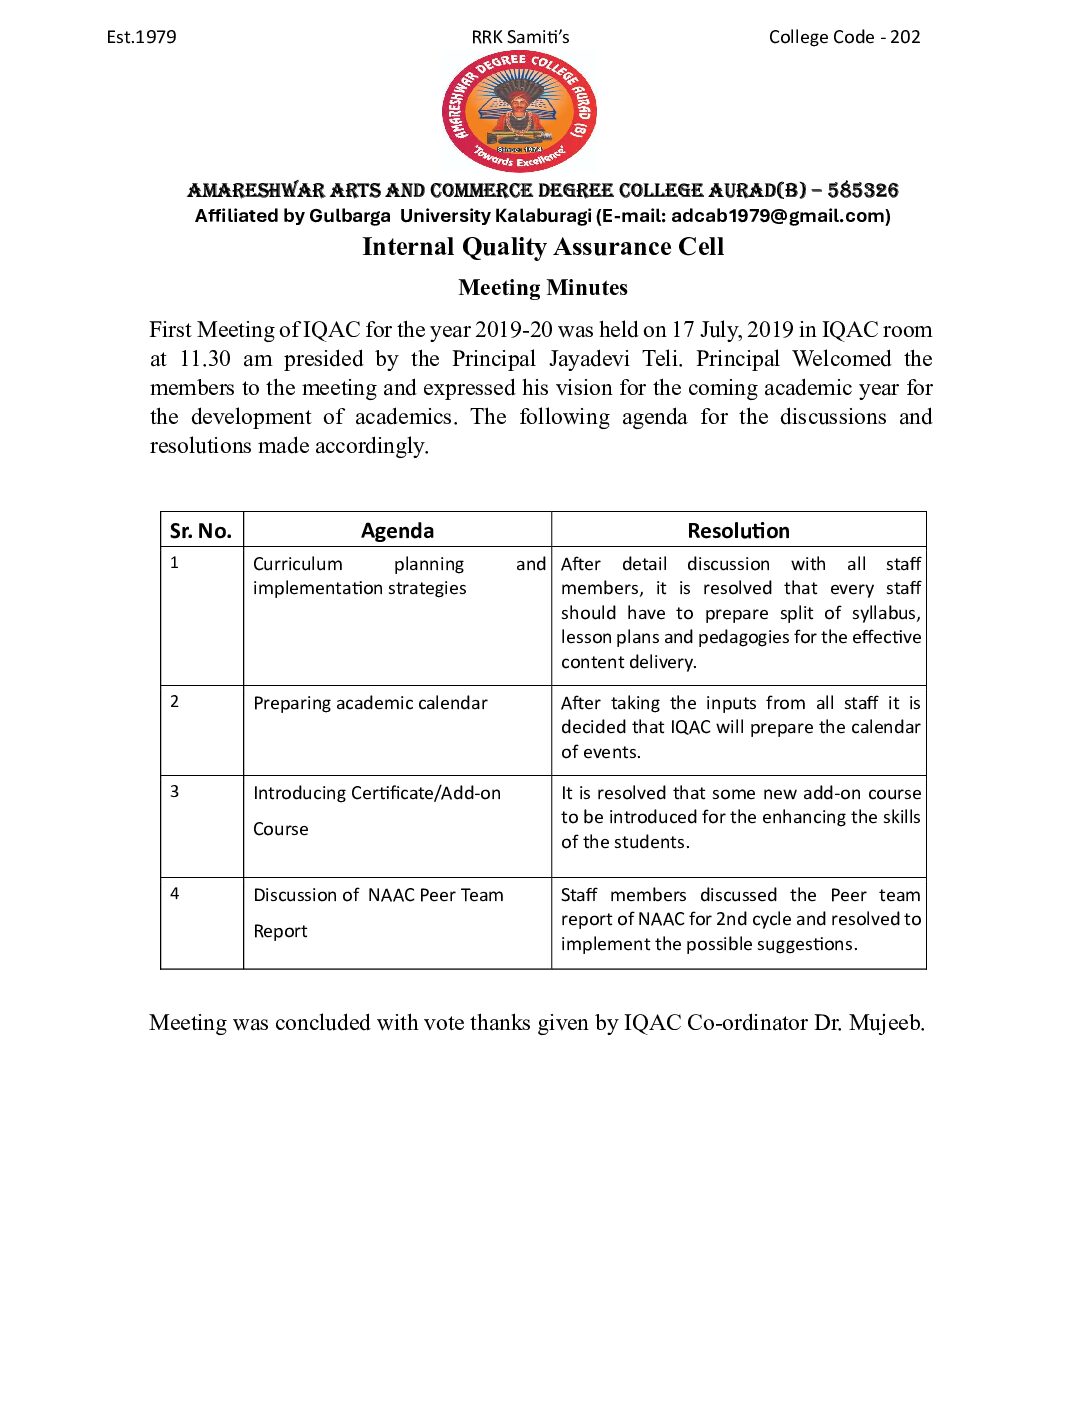 Est.1979 RRK Samiti’s College Code - 202
AMARESHWAR DEGREE COLLEGE AURAD (B)
'Towards Excellence'
AMARESHWAR ARTS AND COMMERCE DEGREE COLLEGE AURAD(B) – 585326
Affiliated by Gulbarga University Kalaburagi (E-mail: adcab1979@gmail.com)
Internal Quality Assurance Cell
Meeting Minutes
First Meeting of IQAC for the year 2019-20 was held on 17 July, 2019 in IQAC room
at 11.30 am presided by the Principal Jayadevi Teli. Principal Welcomed the
members to the meeting and expressed his vision for the coming academic year for
the development of academics. The following agenda for the discussions and
resolutions made accordingly.
Sr. No. Agenda Resolution
1 Curriculum planning and After detail discussion with all staff
implementation strategies members, it is resolved that every staff
should have to prepare split of syllabus,
lesson plans and pedagogies for the effective
content delivery.
2 Preparing academic calendar After taking the inputs from all staff it is
decided that IQAC will prepare the calendar
of events.
3 Introducing Certificate/Add-on It is resolved that some new add-on course
Course to be introduced for the enhancing the skills
of the students.
4 Discussion of NAAC Peer Team Staff members discussed the Peer team
Report report of NAAC for 2nd cycle and resolved to
implement the possible suggestions.
Meeting was concluded with vote thanks given by IQAC Co-ordinator Dr. Mujeeb.